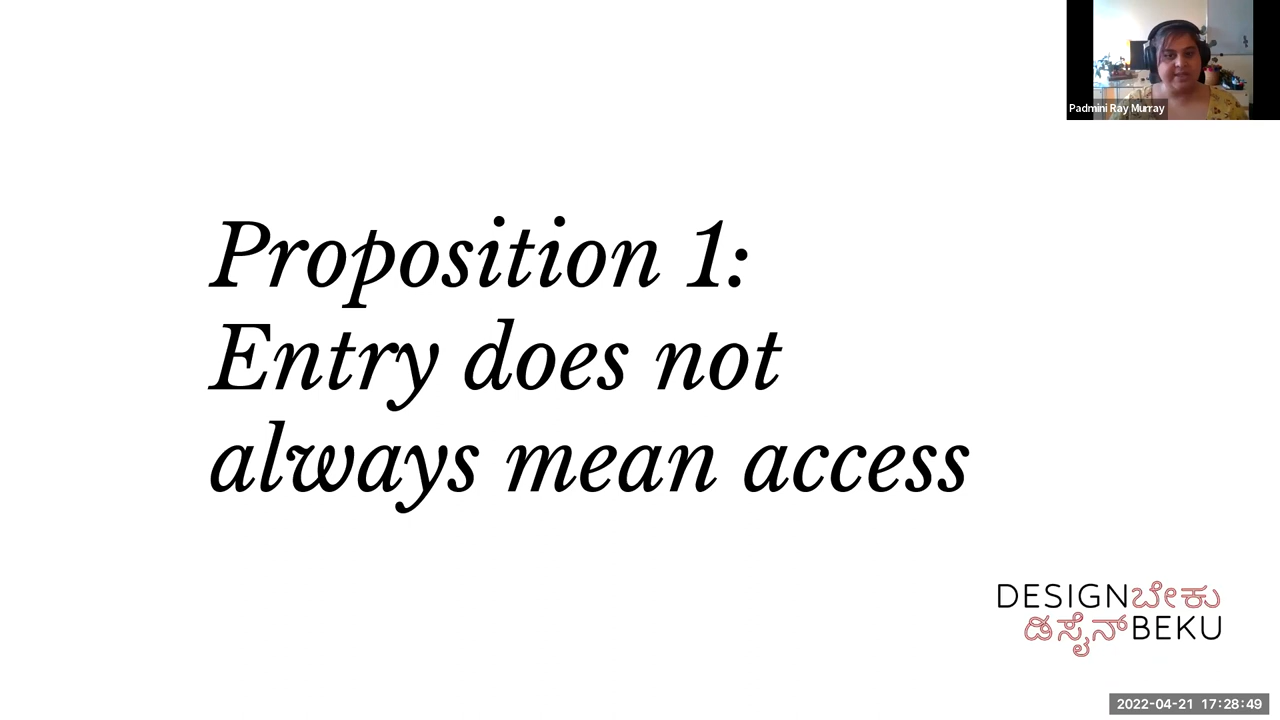 Padmini Ray Murray
Proposition 1:
Entry does not
always mean access
DESIGNಬೇಕು
ಡಿಸೈನ್BEKU
2022-04-21 17:28:49